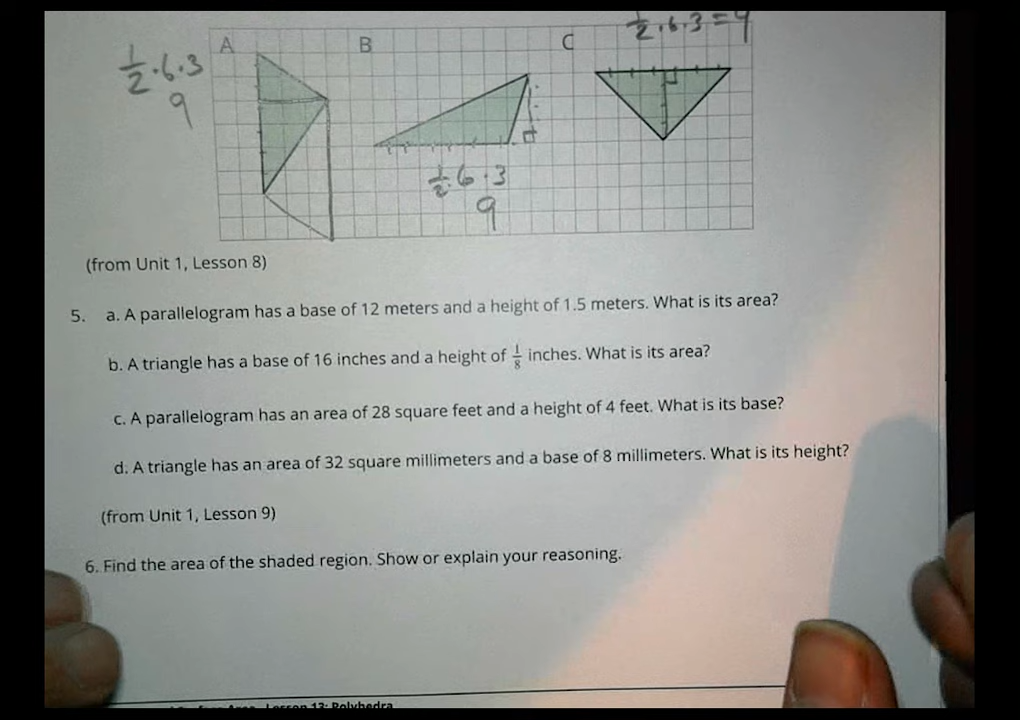 A B C
1/2 · 6 · 3 = 9
1/2 · 6 · 3
9
1/2 · 6 · 3
9
(from Unit 1, Lesson 8)
5. a. A parallelogram has a base of 12 meters and a height of 1.5 meters. What is its area?
b. A triangle has a base of 16 inches and a height of 1/8 inches. What is its area?
c. A parallelogram has an area of 28 square feet and a height of 4 feet. What is its base?
d. A triangle has an area of 32 square millimeters and a base of 8 millimeters. What is its height?
(from Unit 1, Lesson 9)
6. Find the area of the shaded region. Show or explain your reasoning.
Lesson 13: Polyhedra